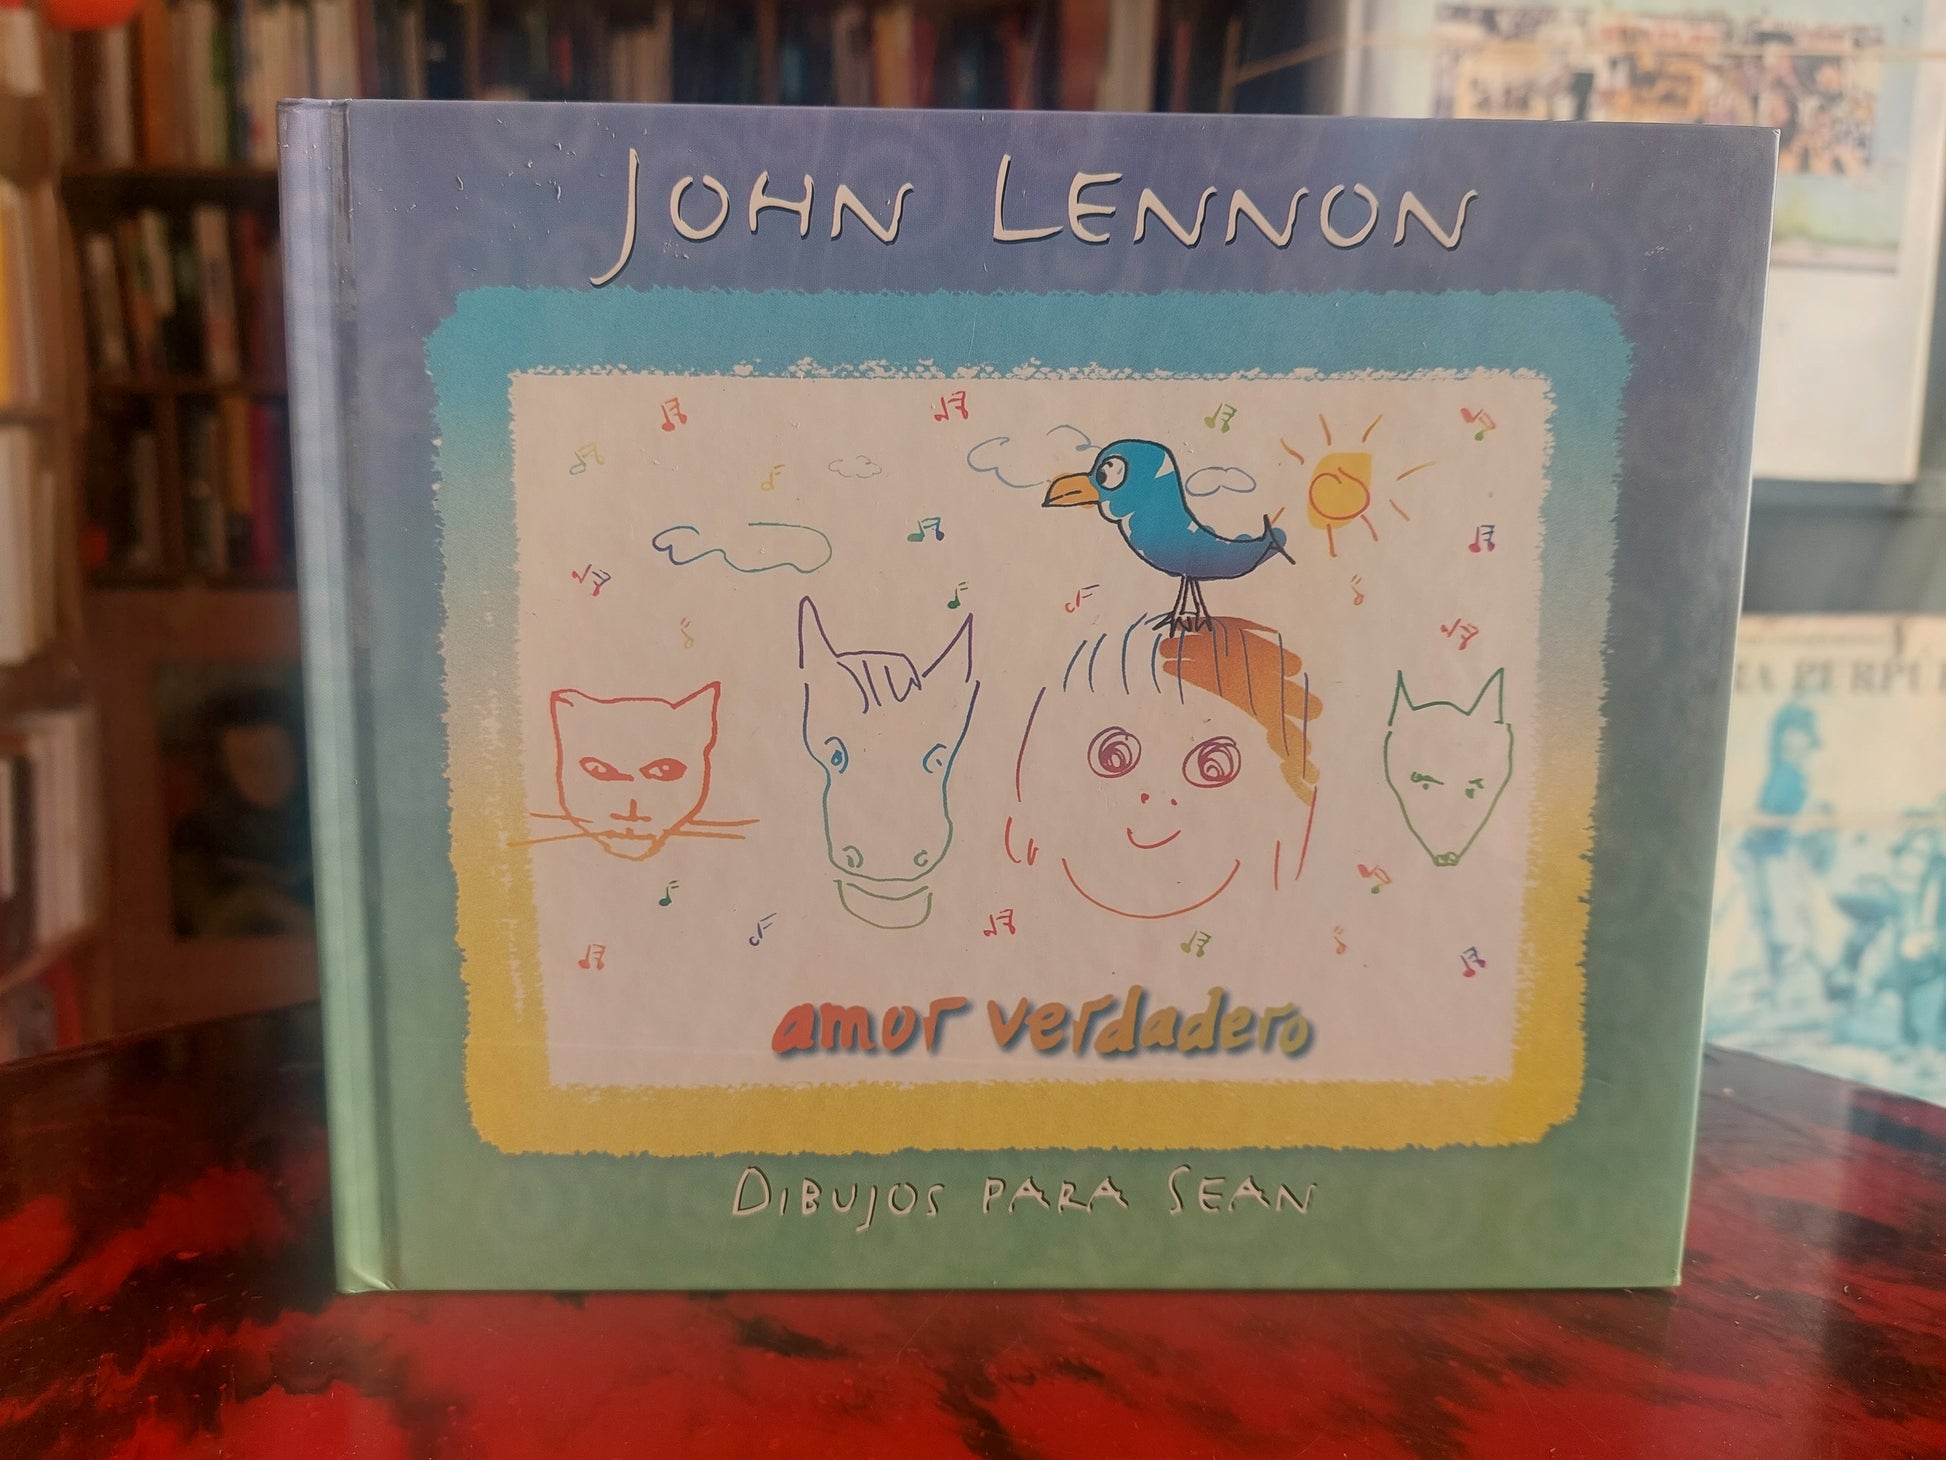 JOHN LENNON
amor verdadero
DIBUJOS PARA SEAN